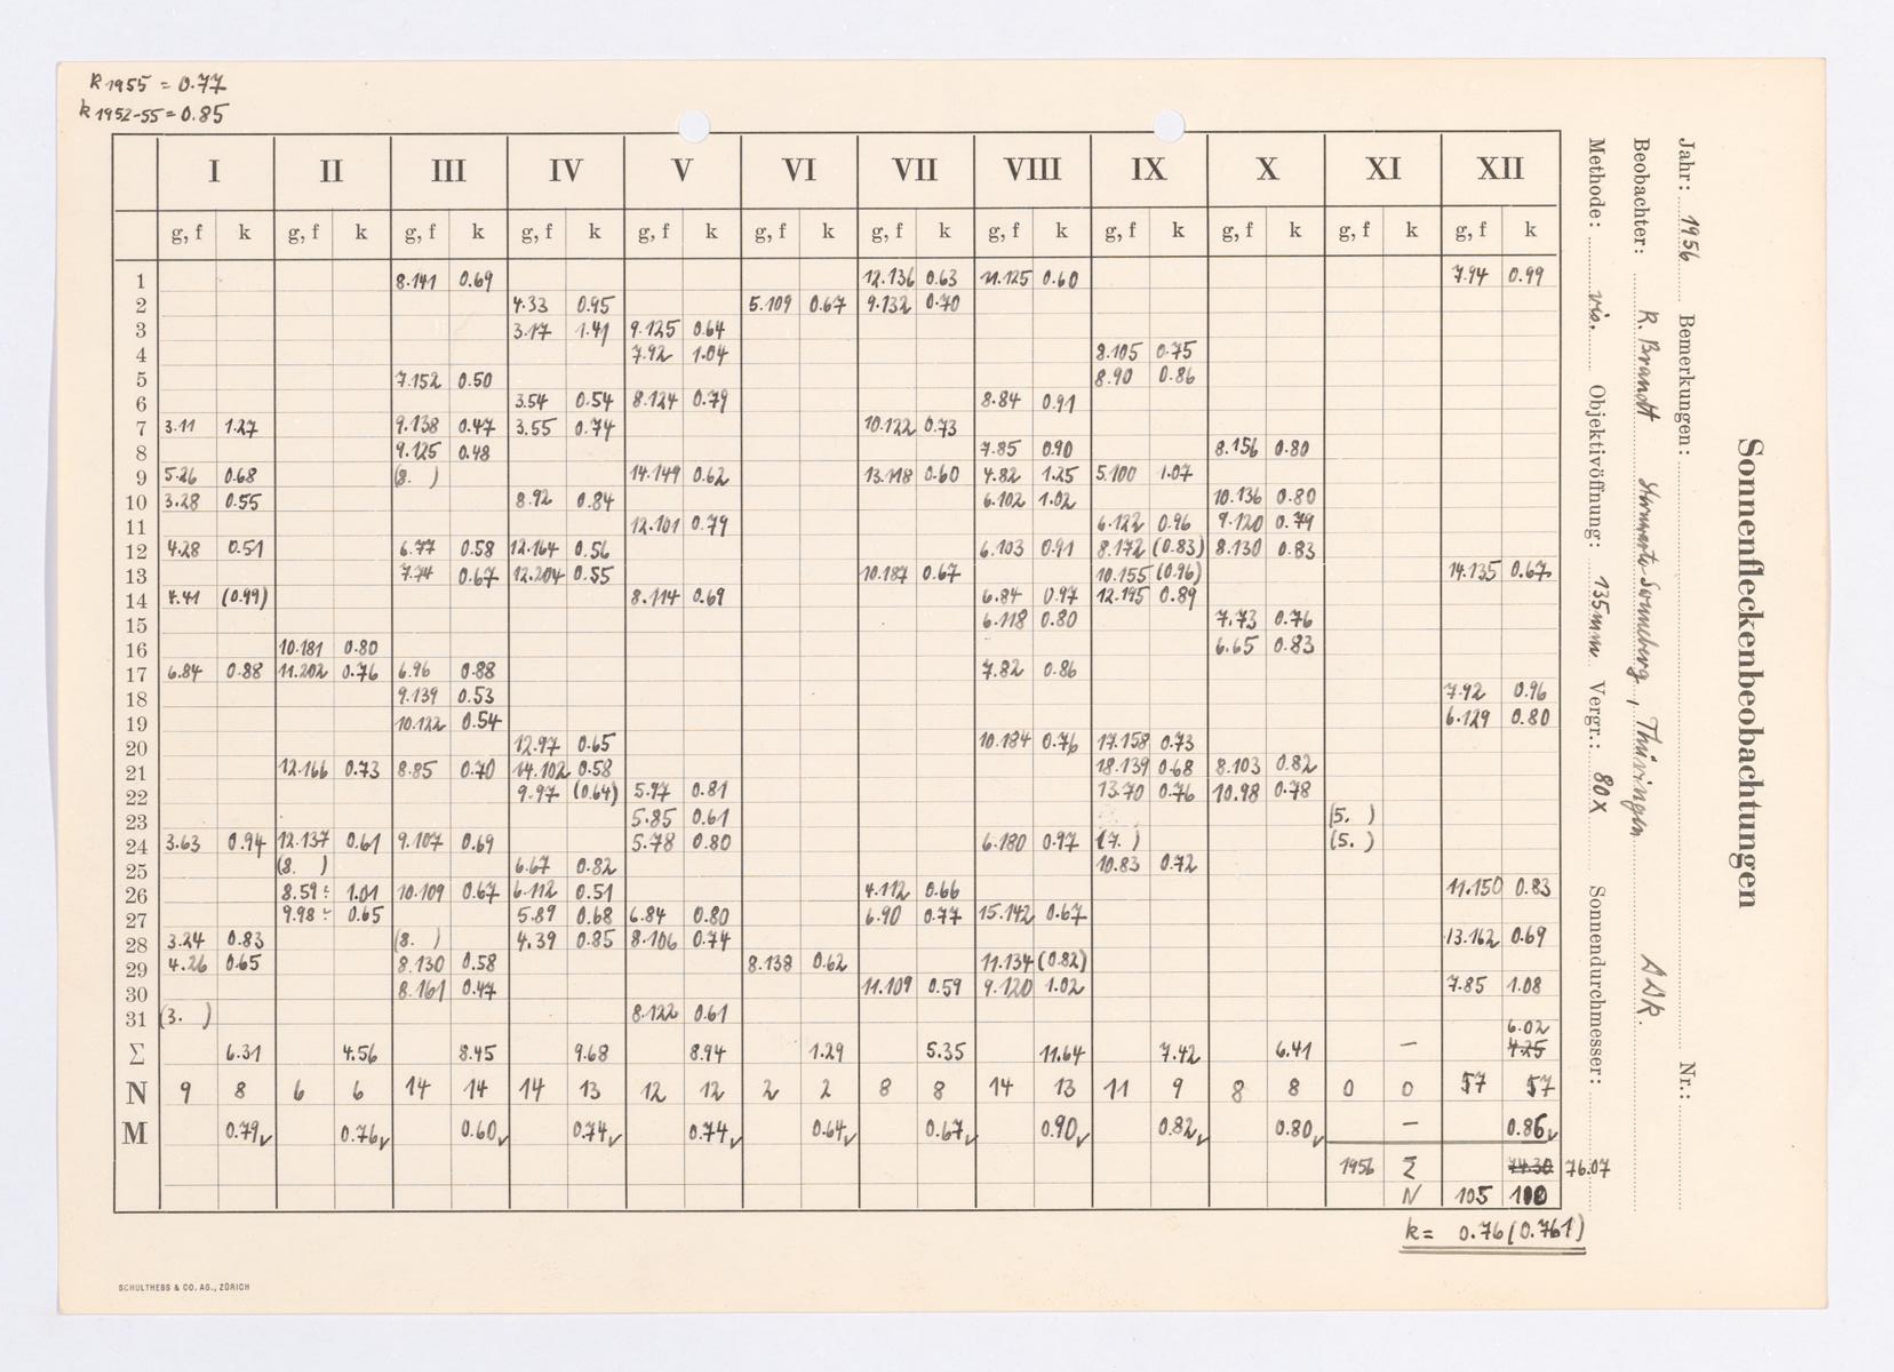 k 1955 = 0.77
k 1952-55 = 0.85
I II III IV V VI VII VIII IX X XI XII
g, f k g, f k g, f k g, f k g, f k g, f k g, f k g, f k g, f k g, f k g, f k g, f k
1 8.141 0.69 12.136 0.63 11.125 0.60 7.94 0.99
2 4.33 0.95 5.109 0.67 9.132 0.70
3 3.17 1.41 9.125 0.64
4 7.92 1.04 8.105 0.75
5 7.152 0.50 8.90 0.86
6 3.54 0.54 8.124 0.79 8.84 0.91
7 3.11 1.27 9.138 0.47 3.55 0.74 10.122 0.73
8 9.125 0.48 7.85 0.90 8.156 0.80
9 5.26 0.68 (8. ) 14.149 0.62 13.118 0.60 4.82 1.25 5.100 1.07
10 3.28 0.55 8.92 0.84 6.102 1.02 10.136 0.80
11 12.101 0.79 6.122 0.96 9.120 0.79
12 4.28 0.51 6.77 0.58 12.164 0.56 6.103 0.91 8.172 (0.83) 8.130 0.83
13 7.74 0.67 12.204 0.55 10.187 0.67 10.155 (0.96) 14.135 0.67
14 4.41 (0.99) 8.114 0.69 6.84 0.97 12.195 0.89
15 6.118 0.80 7.73 0.76
16 10.181 0.80 6.65 0.83
17 6.84 0.88 11.202 0.76 6.96 0.88 7.82 0.86
18 9.139 0.53 7.92 0.96
19 10.122 0.54 6.129 0.80
20 12.97 0.65 10.184 0.76 17.158 0.73
21 12.166 0.73 8.85 0.70 14.102 0.58 18.139 0.68 8.103 0.82
22 9.97 (0.64) 5.97 0.81 13.70 0.76 10.98 0.78
23 5.85 0.61 (5. )
24 3.63 0.94 12.137 0.61 9.107 0.69 5.78 0.80 6.180 0.97 (7. ) (5. )
25 (8. ) 6.67 0.82 10.83 0.72
26 8.59: 1.01 10.109 0.67 6.112 0.51 4.112 0.66 11.150 0.83
27 9.98: 0.65 5.89 0.68 6.84 0.80 6.90 0.77 15.142 0.67
28 3.24 0.83 (8. ) 4.39 0.85 8.106 0.74 13.162 0.69
29 4.26 0.65 8.130 0.58 8.138 0.62 11.134 (0.82)
30 8.161 0.47 11.109 0.59 9.120 1.02 7.85 1.08
31 (3. ) 8.122 0.61
6.02
Σ 6.31 4.56 8.45 9.68 8.94 1.29 5.35 11.64 7.42 6.41 — 4.25
N 9 8 6 6 14 14 14 13 12 12 2 2 8 8 14 13 11 9 8 8 0 0 57 57
M 0.79✓ 0.76✓ 0.60✓ 0.74✓ 0.74✓ 0.64✓ 0.67✓ 0.90✓ 0.82✓ 0.80✓ — 0.86✓
1956 Σ 74.30 76.07
N 105 100
k = 0.76 (0.761)
SCHULTHESS & CO. AG., ZÜRICH
Sonnenfleckenbeobachtungen
Jahr: 1956 Bemerkungen: Nr.:
Beobachter: R. Brandt Sternwarte Sonneberg, Thüringen DDR.
Methode: vis. Objektivöffnung: 135mm Vergr.: 80x Sonnendurchmesser: